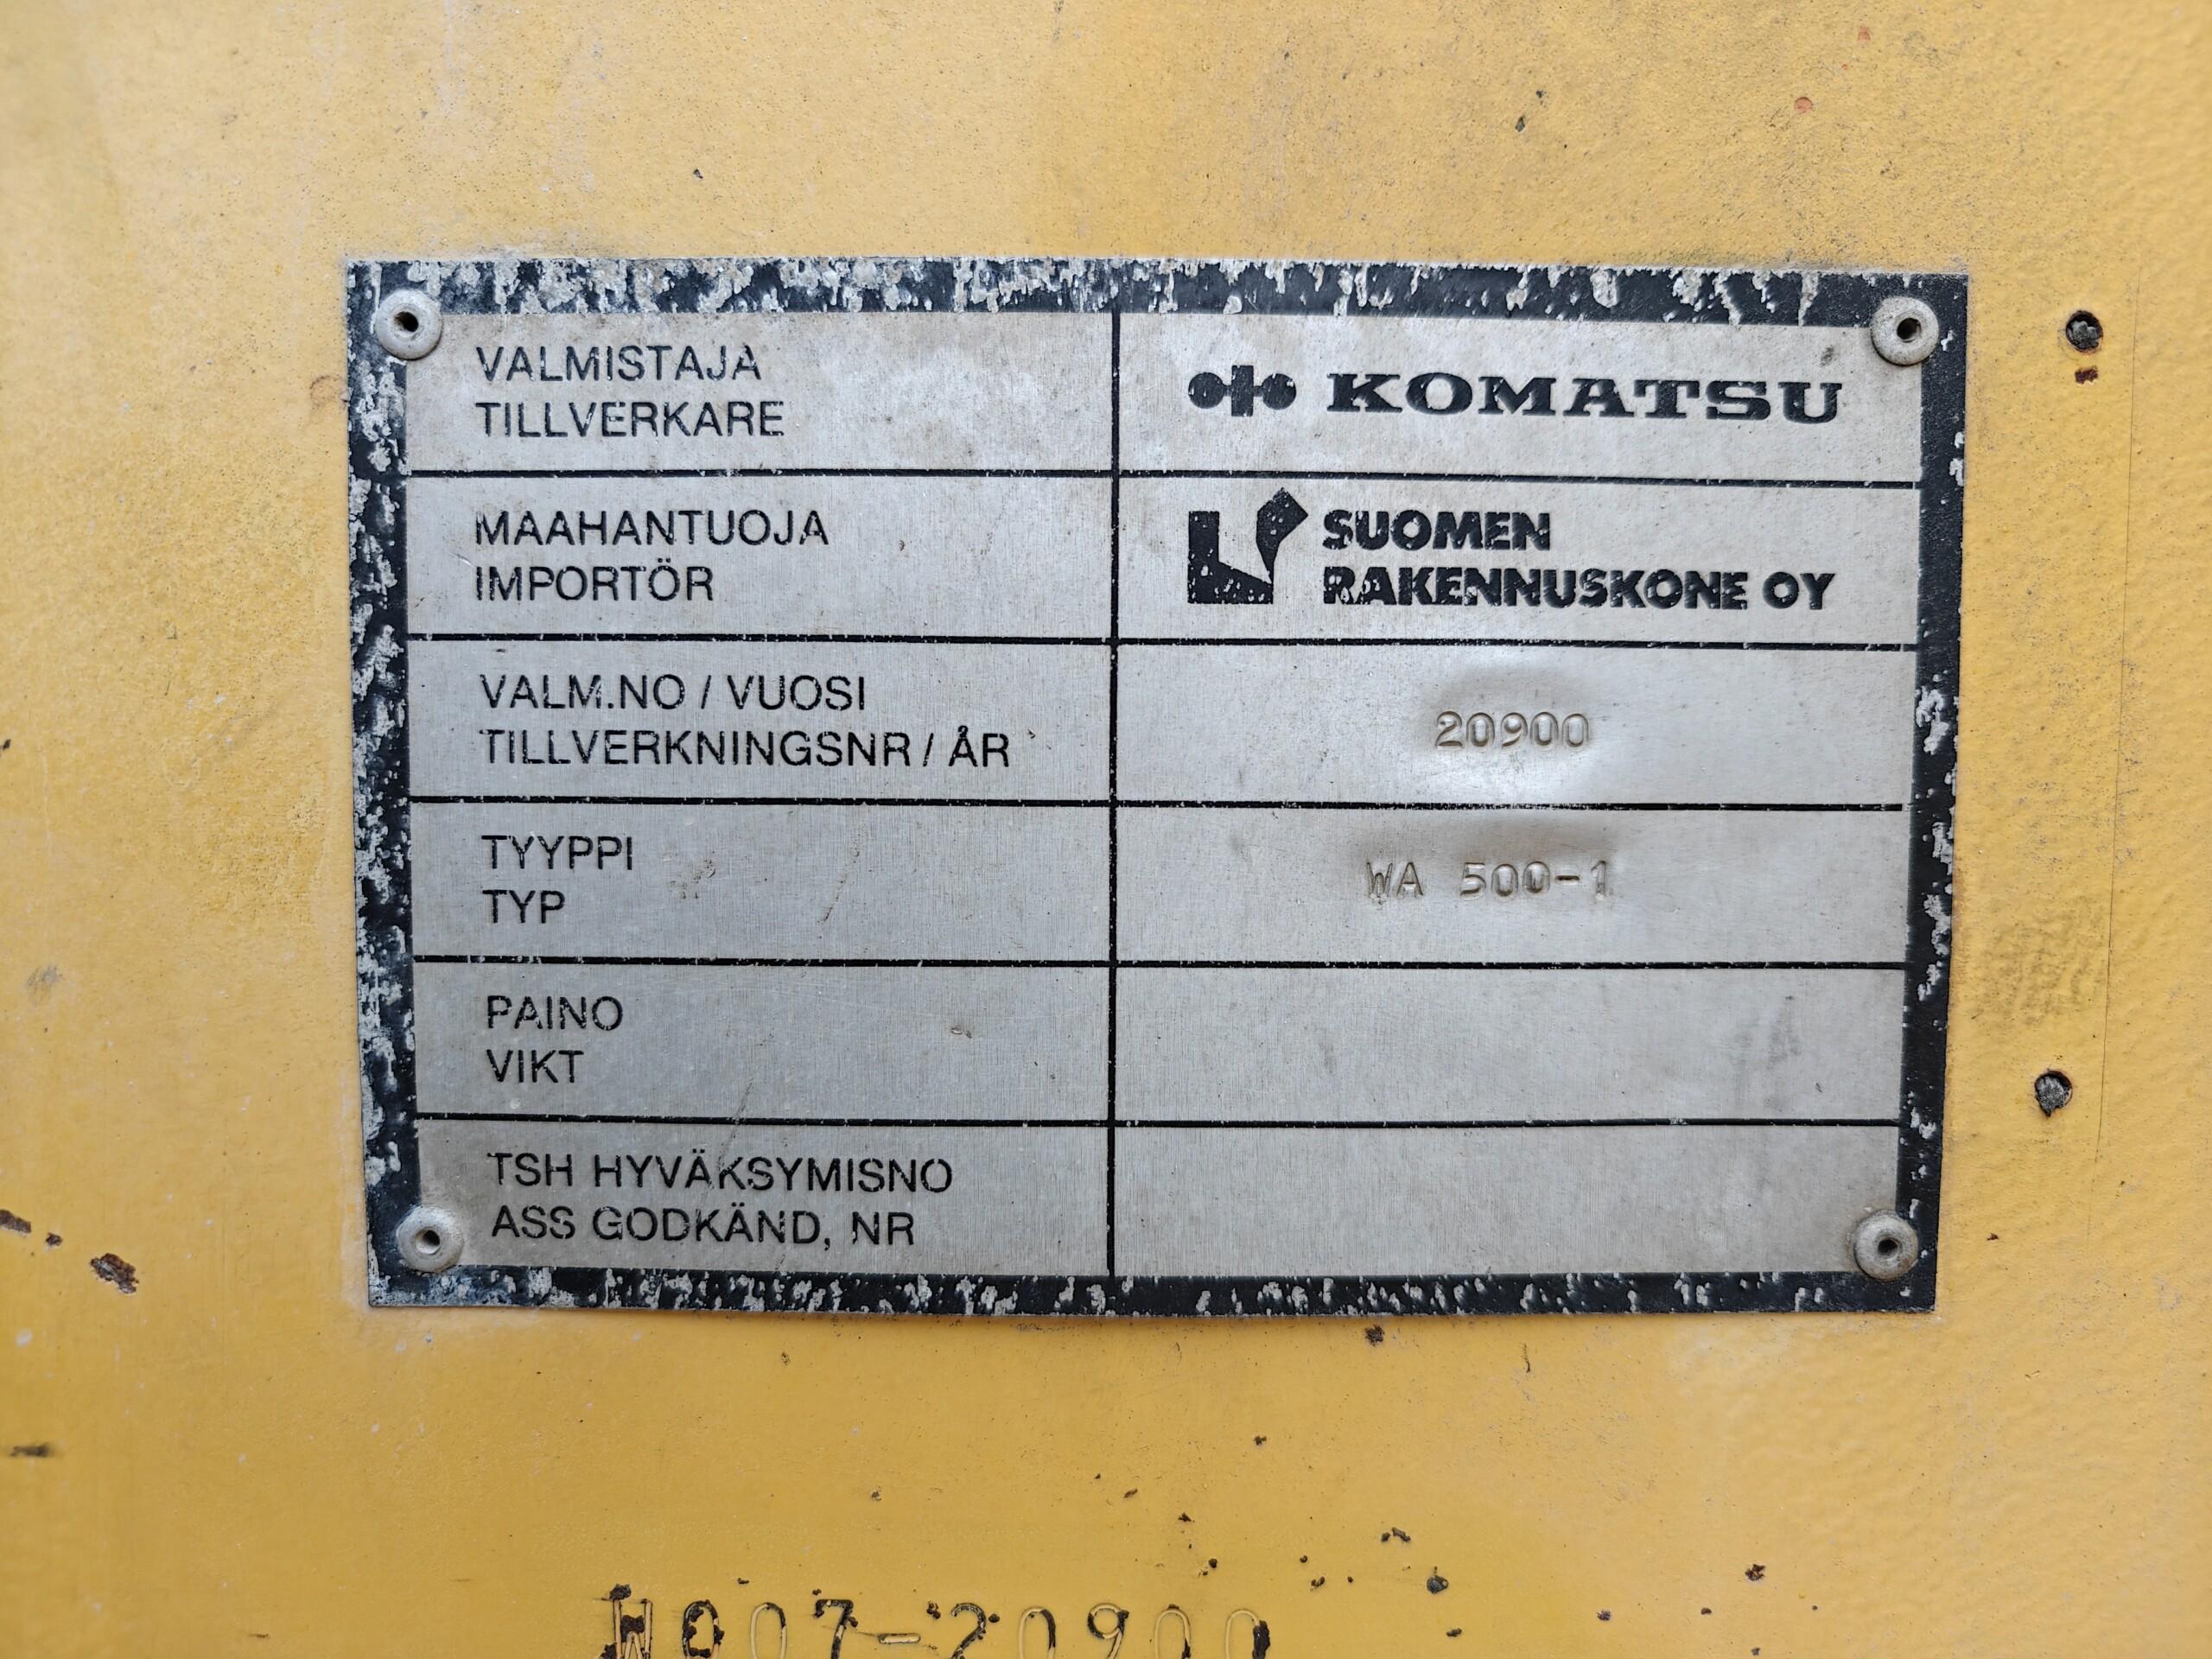 VALMISTAJA
TILLVERKARE
KOMATSU
MAAHANTUOJA
IMPORTÖR
SUOMEN
RAKENNUSKONE OY
VALM.NO / VUOSI
TILLVERKNINGSNR / ÅR
20900
TYYPPI
TYP
WA 500-1
PAINO
VIKT
TSH HYVÄKSYMISNO
ASS GODKÄND, NR
W007-20900